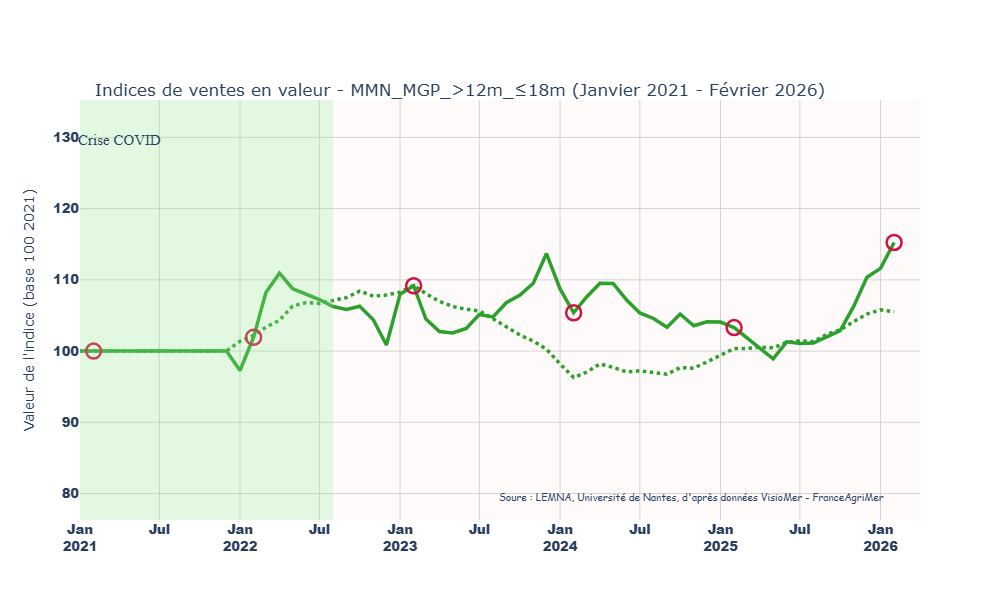 Indices de ventes en valeur - MMN_MGP_>12m_≤18m (Janvier 2021 - Février 2026)
Valeur de l'indice (base 100 2021)
130
Crise COVID
120
110
100
90
80
Soure : LEMNA, Université de Nantes, d'après données VisioMer - FranceAgriMer
Jan Jul Jan Jul Jan Jul Jan Jul Jan Jul Jan
2021 2022 2023 2024 2025 2026